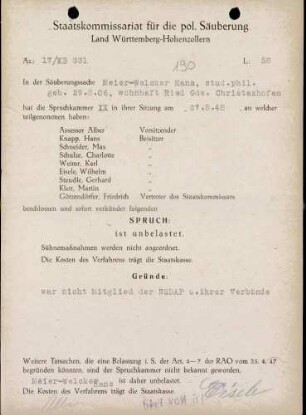 Staatskommissariat für die pol. Säuberung
Land Württemberg-Hohenzollern
Az: 17/KS 931
190
L: 58
In der Säuberungssache Meier-Welcker Hans, stud.phil.
geb. 29.8.06, wohnhaft Ried Gde. Christazhofen
hat die Spruchkammer IX in ihrer Sitzung am 27.8.48 an welcher
teilgenommen haben:
Assessor Alber Vorsitzender
Knapp, Hans Beisitzer
Schneider, Max „
Schulze, Charlotte „
Weiner, Karl „
Eisele, Wilhelm „
Steudle, Gerhard „
Klar, Martin „
Götzendörfer, Friedrich Vertreter des Staatskommissars
beschlossen und sofort verkündet folgenden
SPRUCH:
ist unbelastet.
Sühnemaßnahmen werden nicht angeordnet.
Die Kosten des Verfahrens trägt die Staatskasse.
Gründe:
war nicht Mitglied der NSDAP u.ihrer Verbände
Weitere Tatsachen, die eine Belastung i. S. der Art. 4–7 der RAO vom 25. 4. 47
begründen könnten, sind der Spruchkammer nicht bekannt geworden.
Meier-Welcker Hans ist daher unbelastet.
Die Kosten des Verfahrens trägt die Staatskasse.